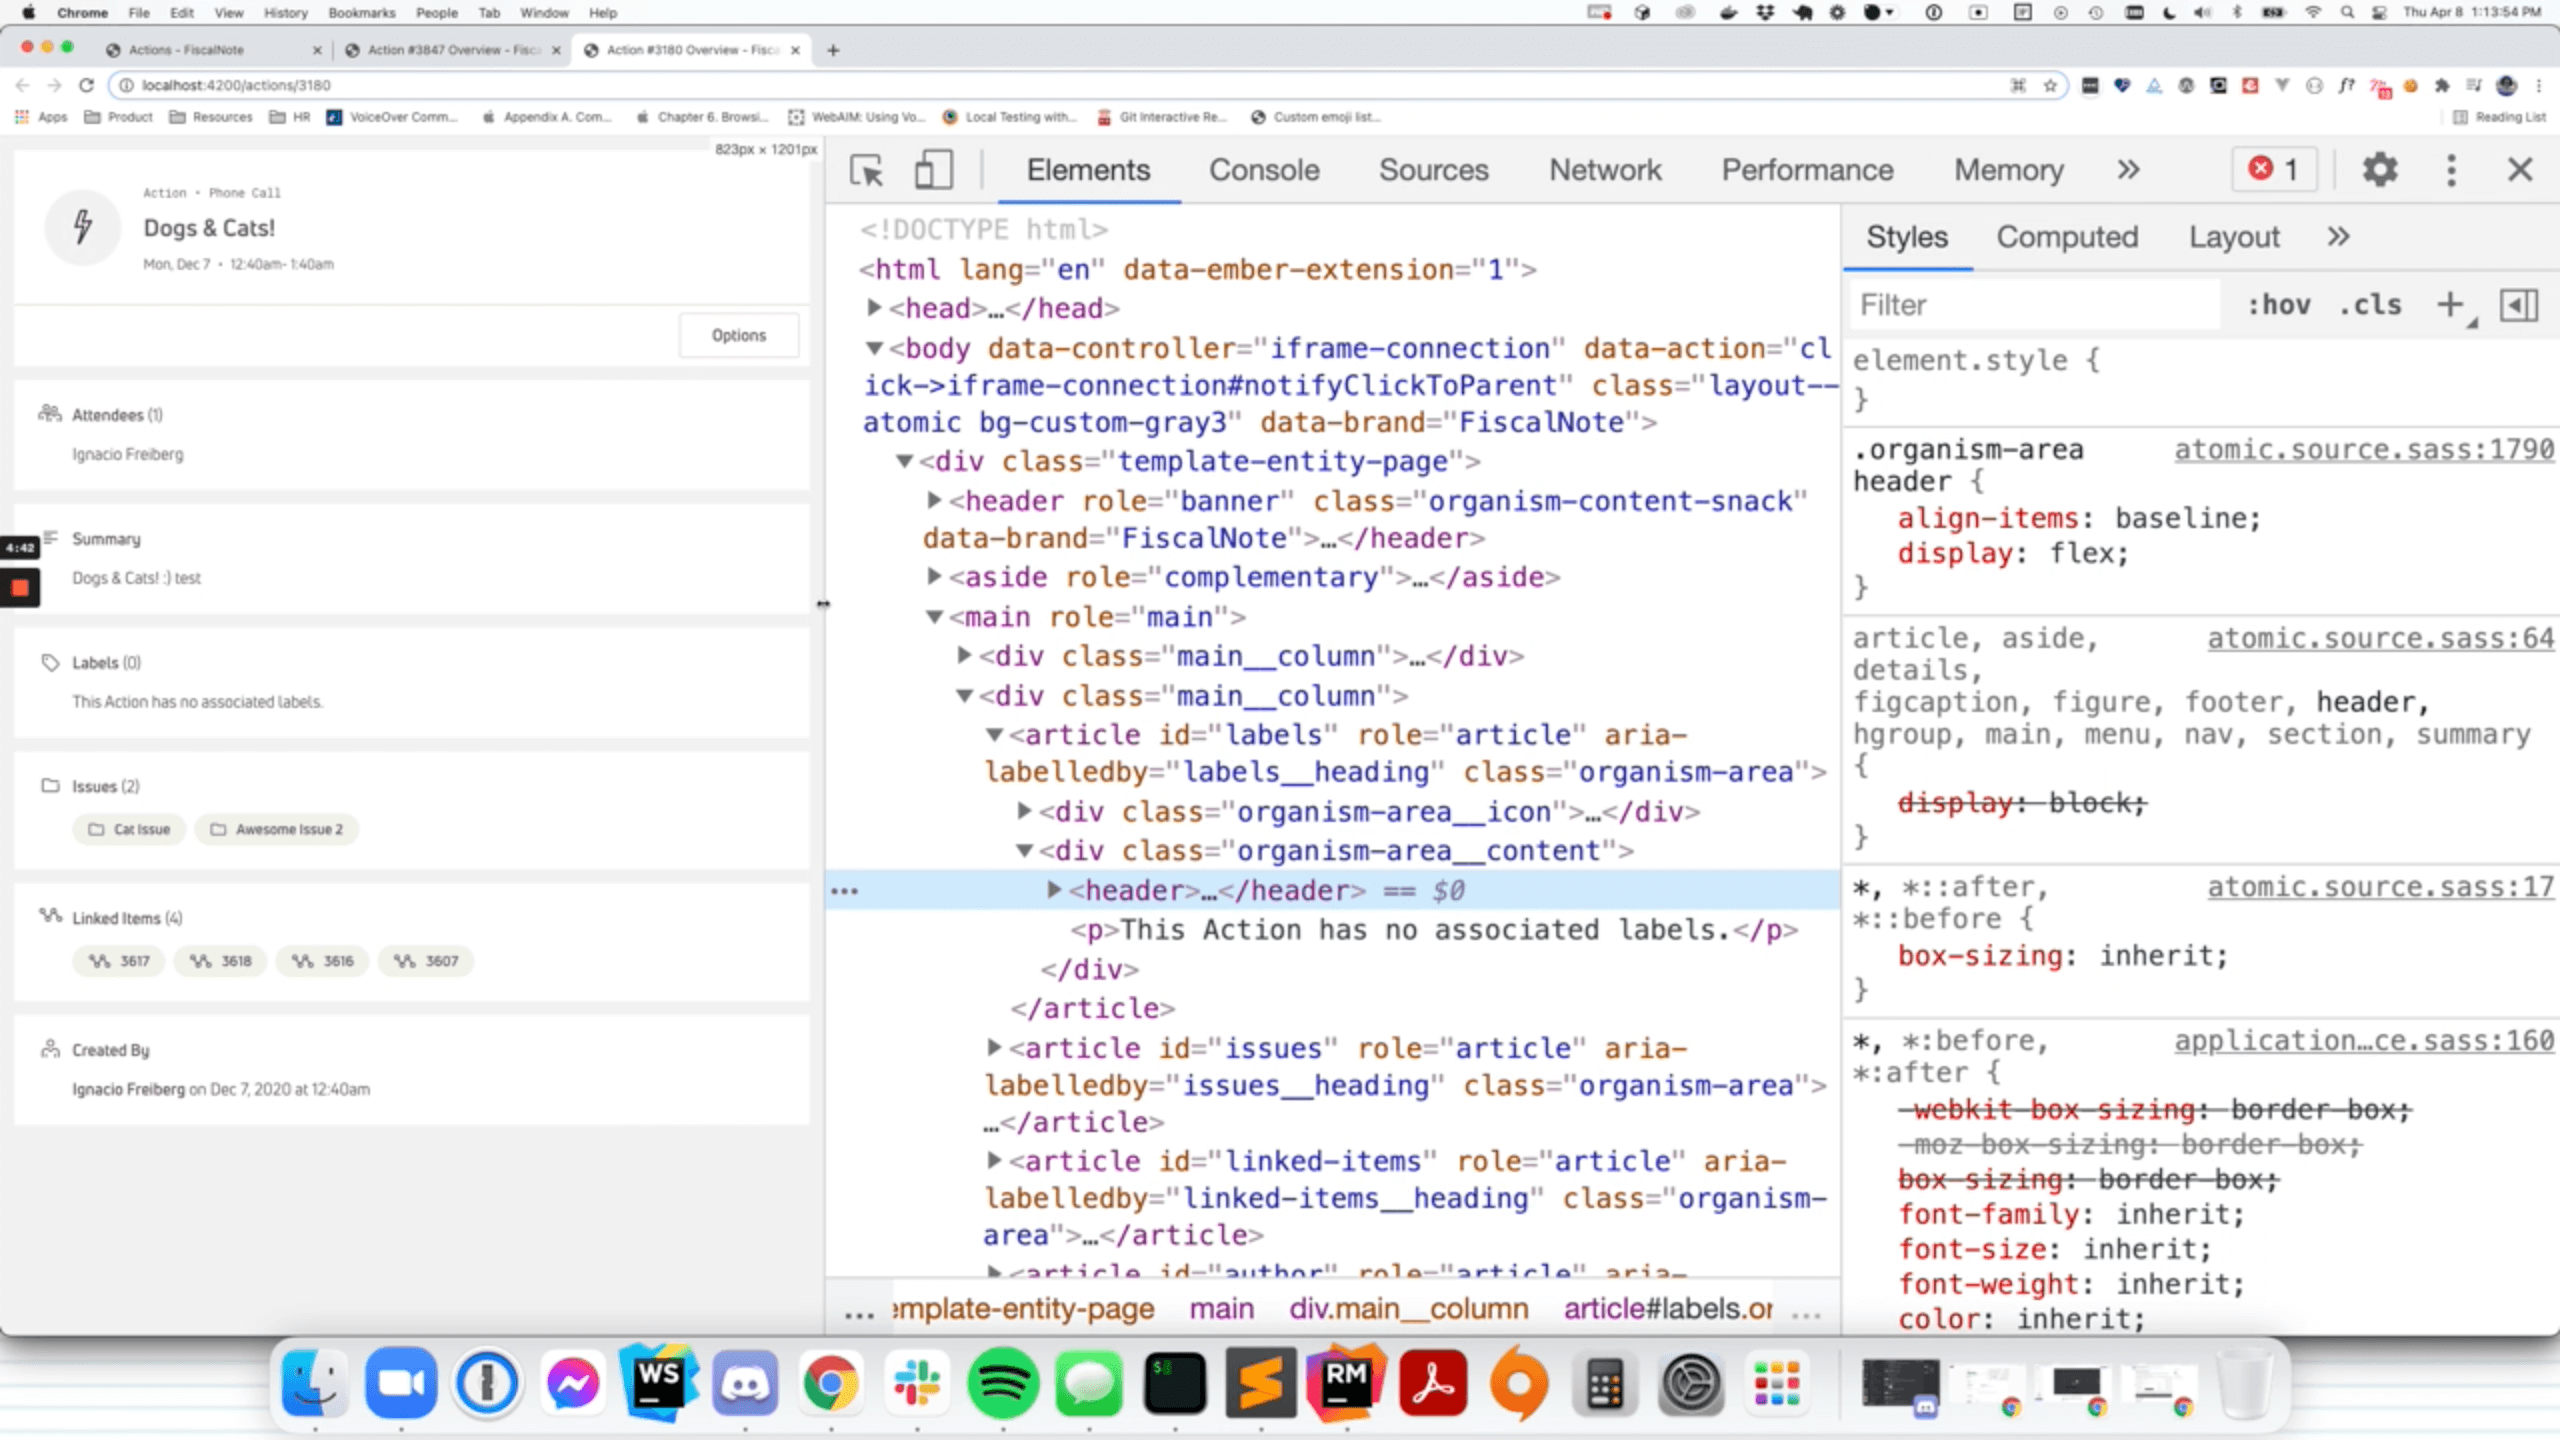 Chrome File Edit View History Bookmarks People Tab Window Help Thu Apr 8 1:13:54 PM
Actions - FiscalNote
Action #3847 Overview - Fisc
Action #3180 Overview - Fisc
localhost:4200/actions/3180
Apps Product Resources HR VoiceOver Comm... Appendix A. Com... Chapter 6. Browsi... WebAIM: Using Vo... Local Testing with... Git Interactive Re... Custom emoji list... Reading List
823px × 1201px
Action • Phone Call
Dogs & Cats!
Mon, Dec 7 • 12:40am- 1:40am
Options
Attendees (1)
Ignacio Freiberg
4:42
Summary
Dogs & Cats! :) test
Labels (0)
This Action has no associated labels.
Issues (2)
Cat Issue Awesome Issue 2
Linked Items (4)
3617 3618 3616 3607
Created By
Ignacio Freiberg on Dec 7, 2020 at 12:40am
Elements Console Sources Network Performance Memory » 1
<!DOCTYPE html>
<html lang="en" data-ember-extension="1">
<head>…</head>
<body data-controller="iframe-connection" data-action="cl
ick->iframe-connection#notifyClickToParent" class="layout--
atomic bg-custom-gray3" data-brand="FiscalNote">
<div class="template-entity-page">
<header role="banner" class="organism-content-snack"
data-brand="FiscalNote">…</header>
<aside role="complementary">…</aside>
<main role="main">
<div class="main__column">…</div>
<div class="main__column">
<article id="labels" role="article" aria-
labelledby="labels__heading" class="organism-area">
<div class="organism-area__icon">…</div>
<div class="organism-area__content">
<header>…</header> == $0
<p>This Action has no associated labels.</p>
</div>
</article>
<article id="issues" role="article" aria-
labelledby="issues__heading" class="organism-area">
…</article>
<article id="linked-items" role="article" aria-
labelledby="linked-items__heading" class="organism-
area">…</article>
<article id="author" role="article" aria-
... emplate-entity-page main div.main__column article#labels.or ...
Styles Computed Layout »
Filter :hov .cls +
element.style {
}
.organism-area atomic.source.sass:1790
header {
align-items: baseline;
display: flex;
}
article, aside, atomic.source.sass:64
details,
figcaption, figure, footer, header,
hgroup, main, menu, nav, section, summary
{
display: block;
}
*, *::after, atomic.source.sass:17
*::before {
box-sizing: inherit;
}
*, *:before, application…ce.sass:160
*:after {
-webkit-box-sizing: border-box;
-moz-box-sizing: border-box;
box-sizing: border-box;
font-family: inherit;
font-size: inherit;
font-weight: inherit;
color: inherit;
WS
RM